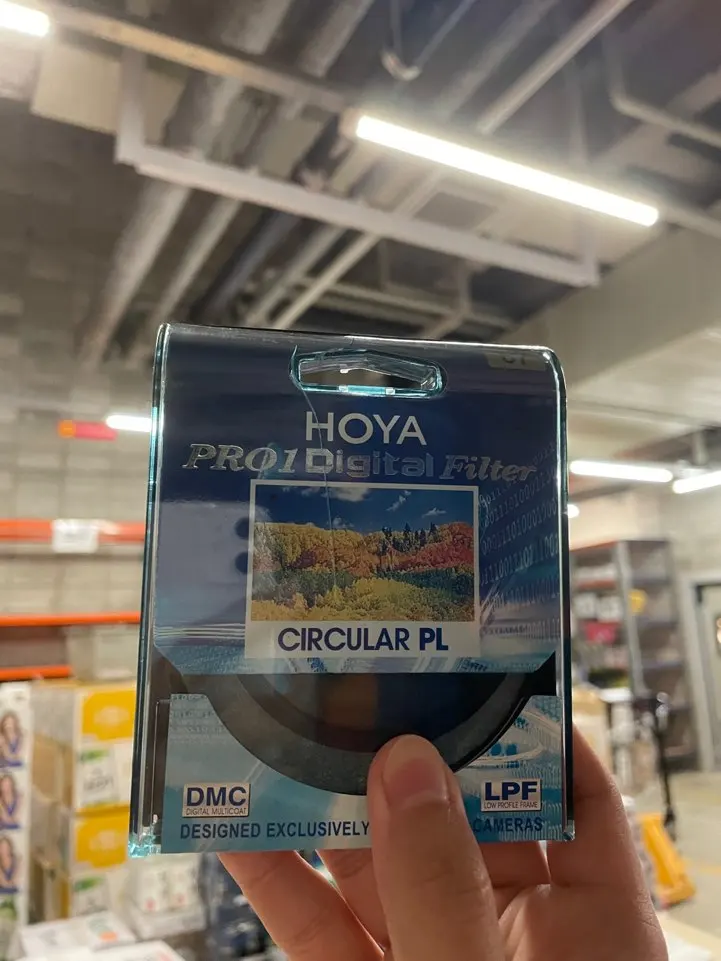 HOYA
PRO1 Digital Filter
CIRCULAR PL
DMC
DIGITAL MULTICOAT
LPF
LOW PROFILE FRAME
DESIGNED EXCLUSIVELY CAMERAS